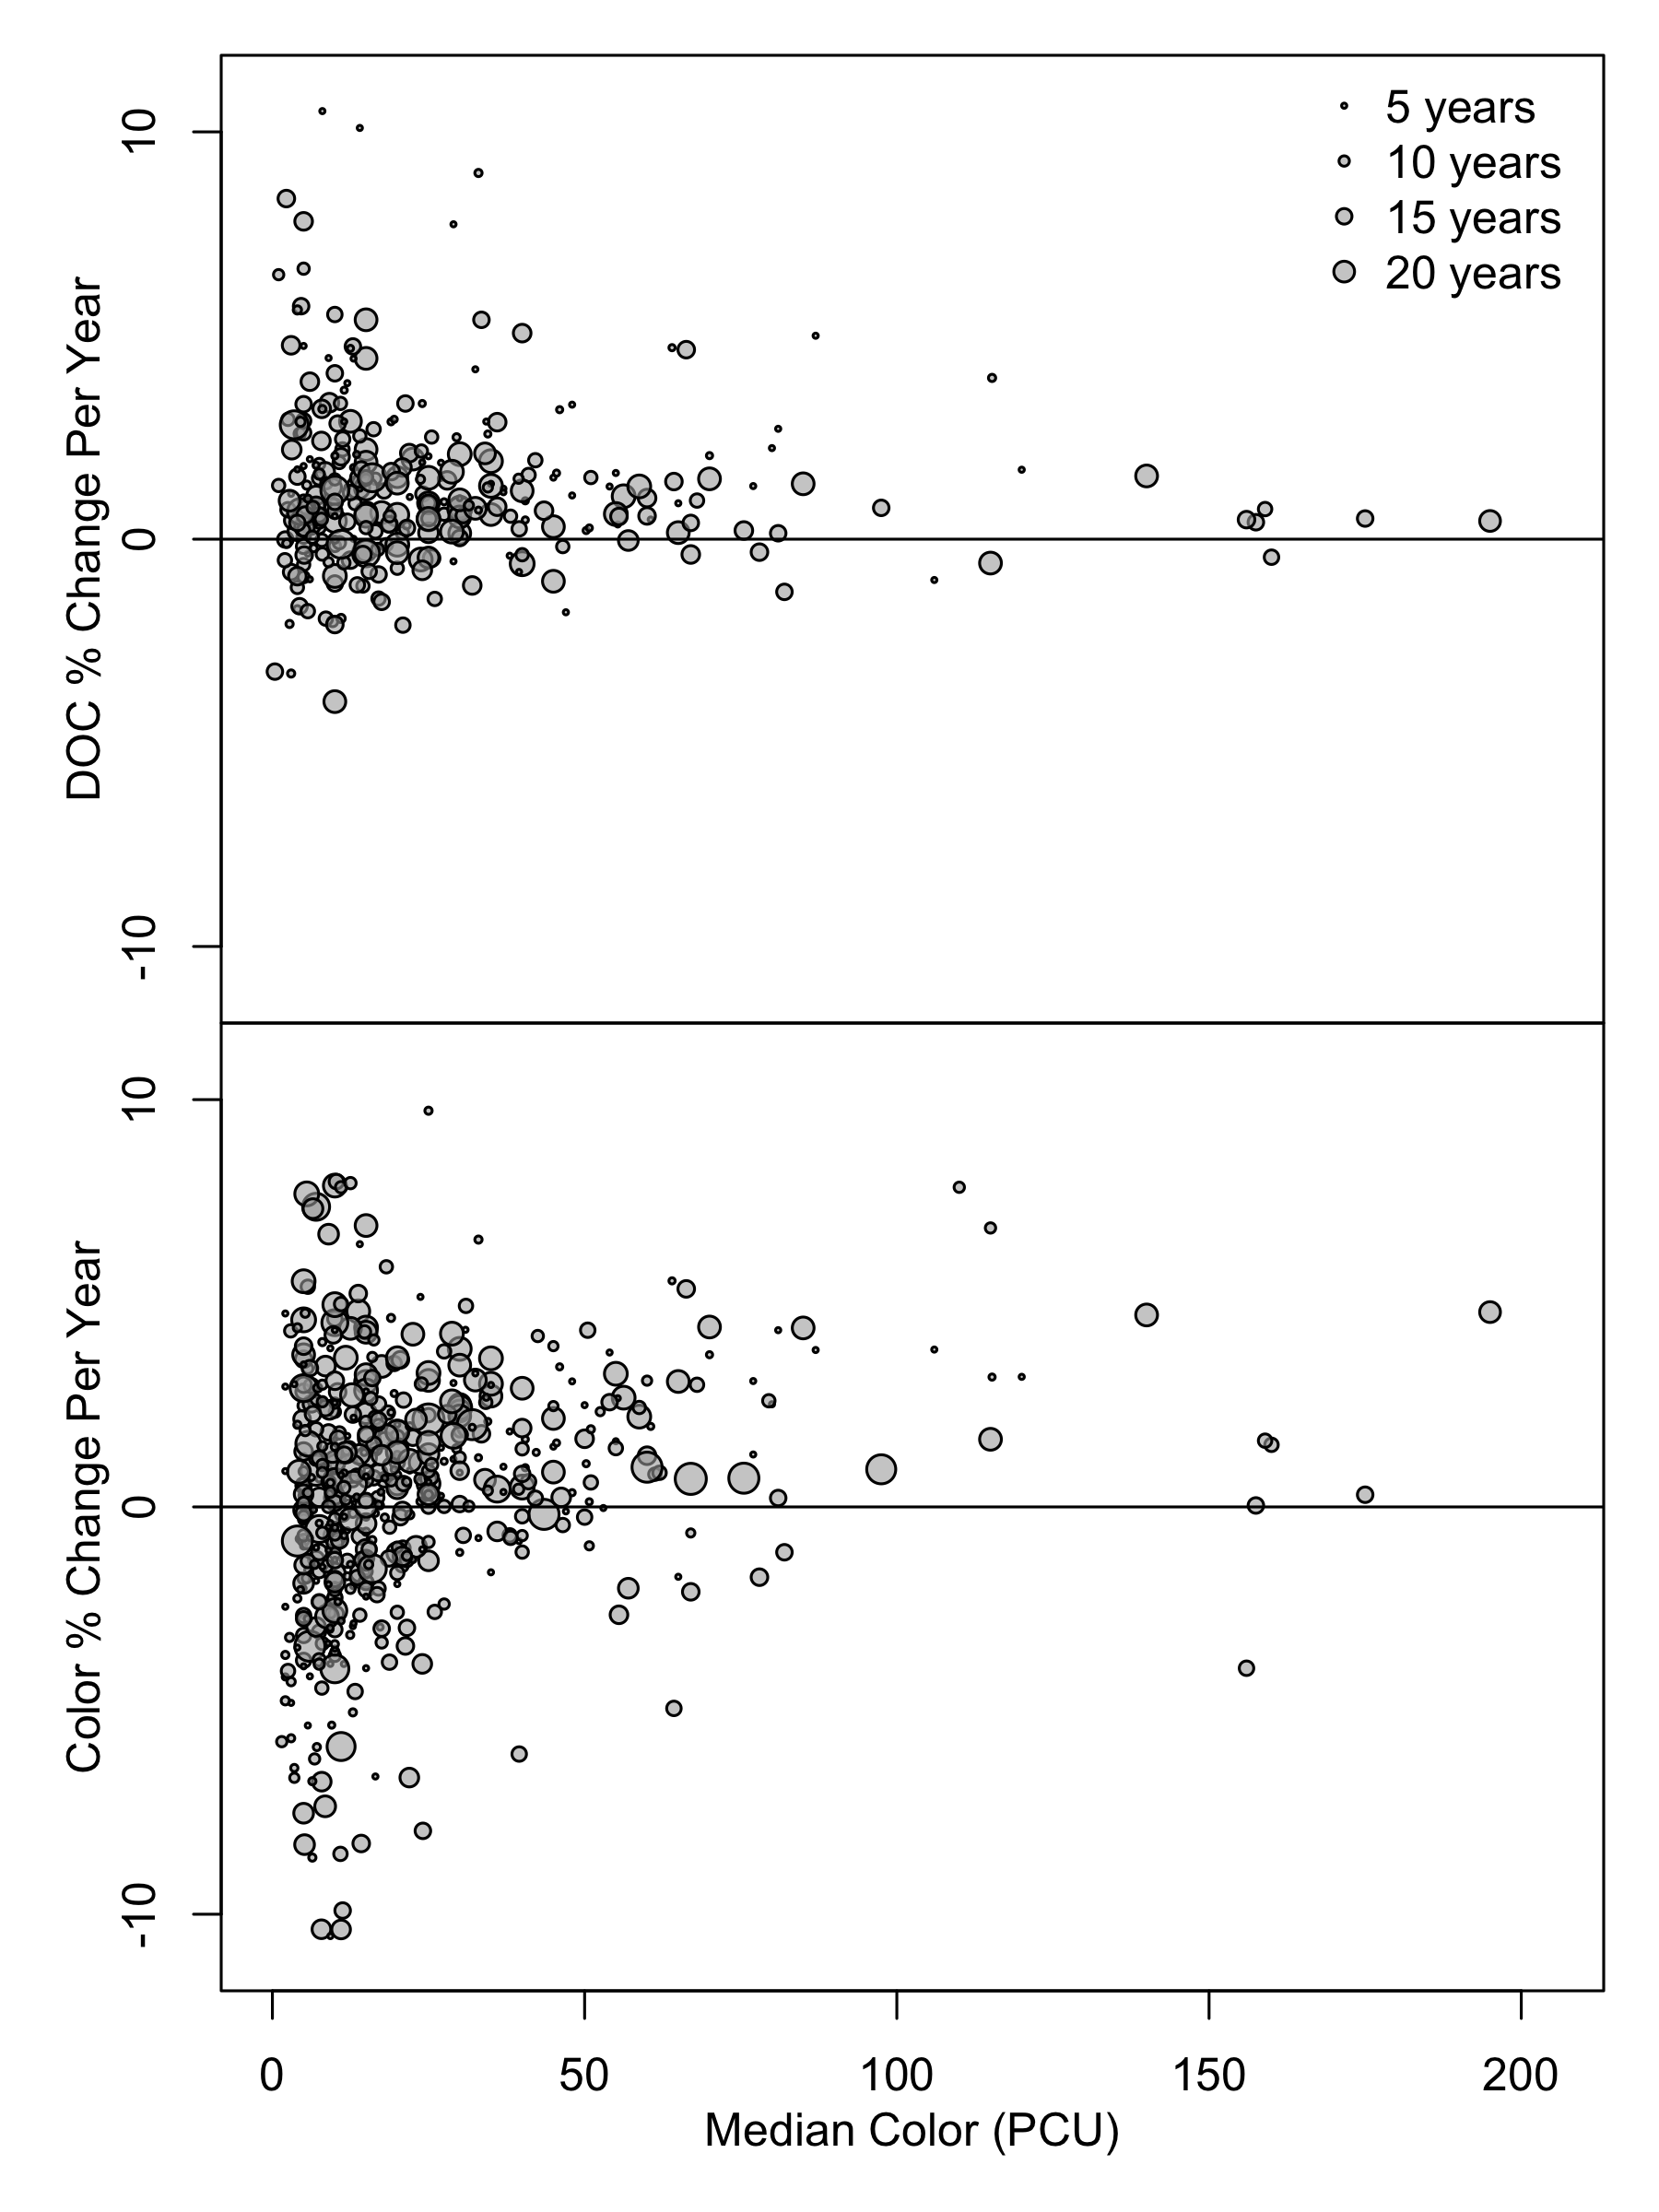 DOC % Change Per Year
10
0
-10
5 years
10 years
15 years
20 years
Color % Change Per Year
10
0
-10
0 50 100 150 200
Median Color (PCU)